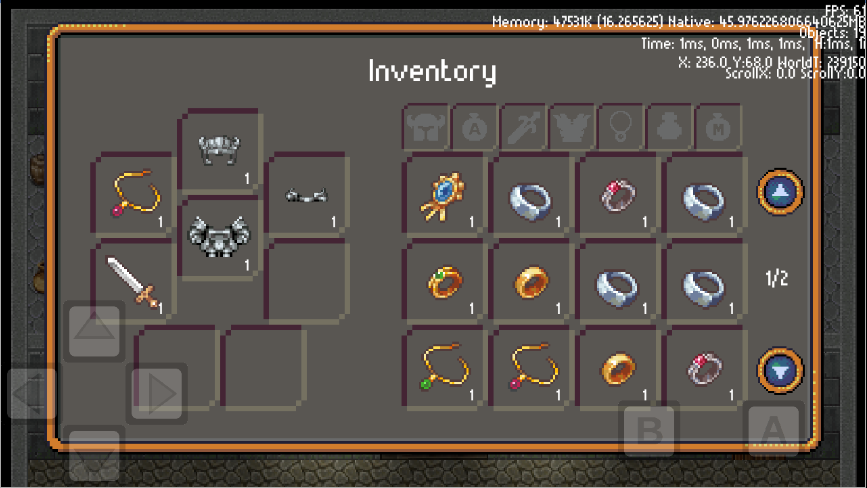 FPS: 61
Memory: 47531K (16.265625) Native: 45.976226806640625MB
Objects: 19
Time: 1ms, 0ms, 1ms, 1ms,
X: 236.0 Y:68.0 WorldT: 239150
ScrollX: 0.0 ScrollY:0.0
Inventory
A M
1
1 1 1 1 1 1
1
1 1 1 1 1
1/2
1 1 1 1
B A